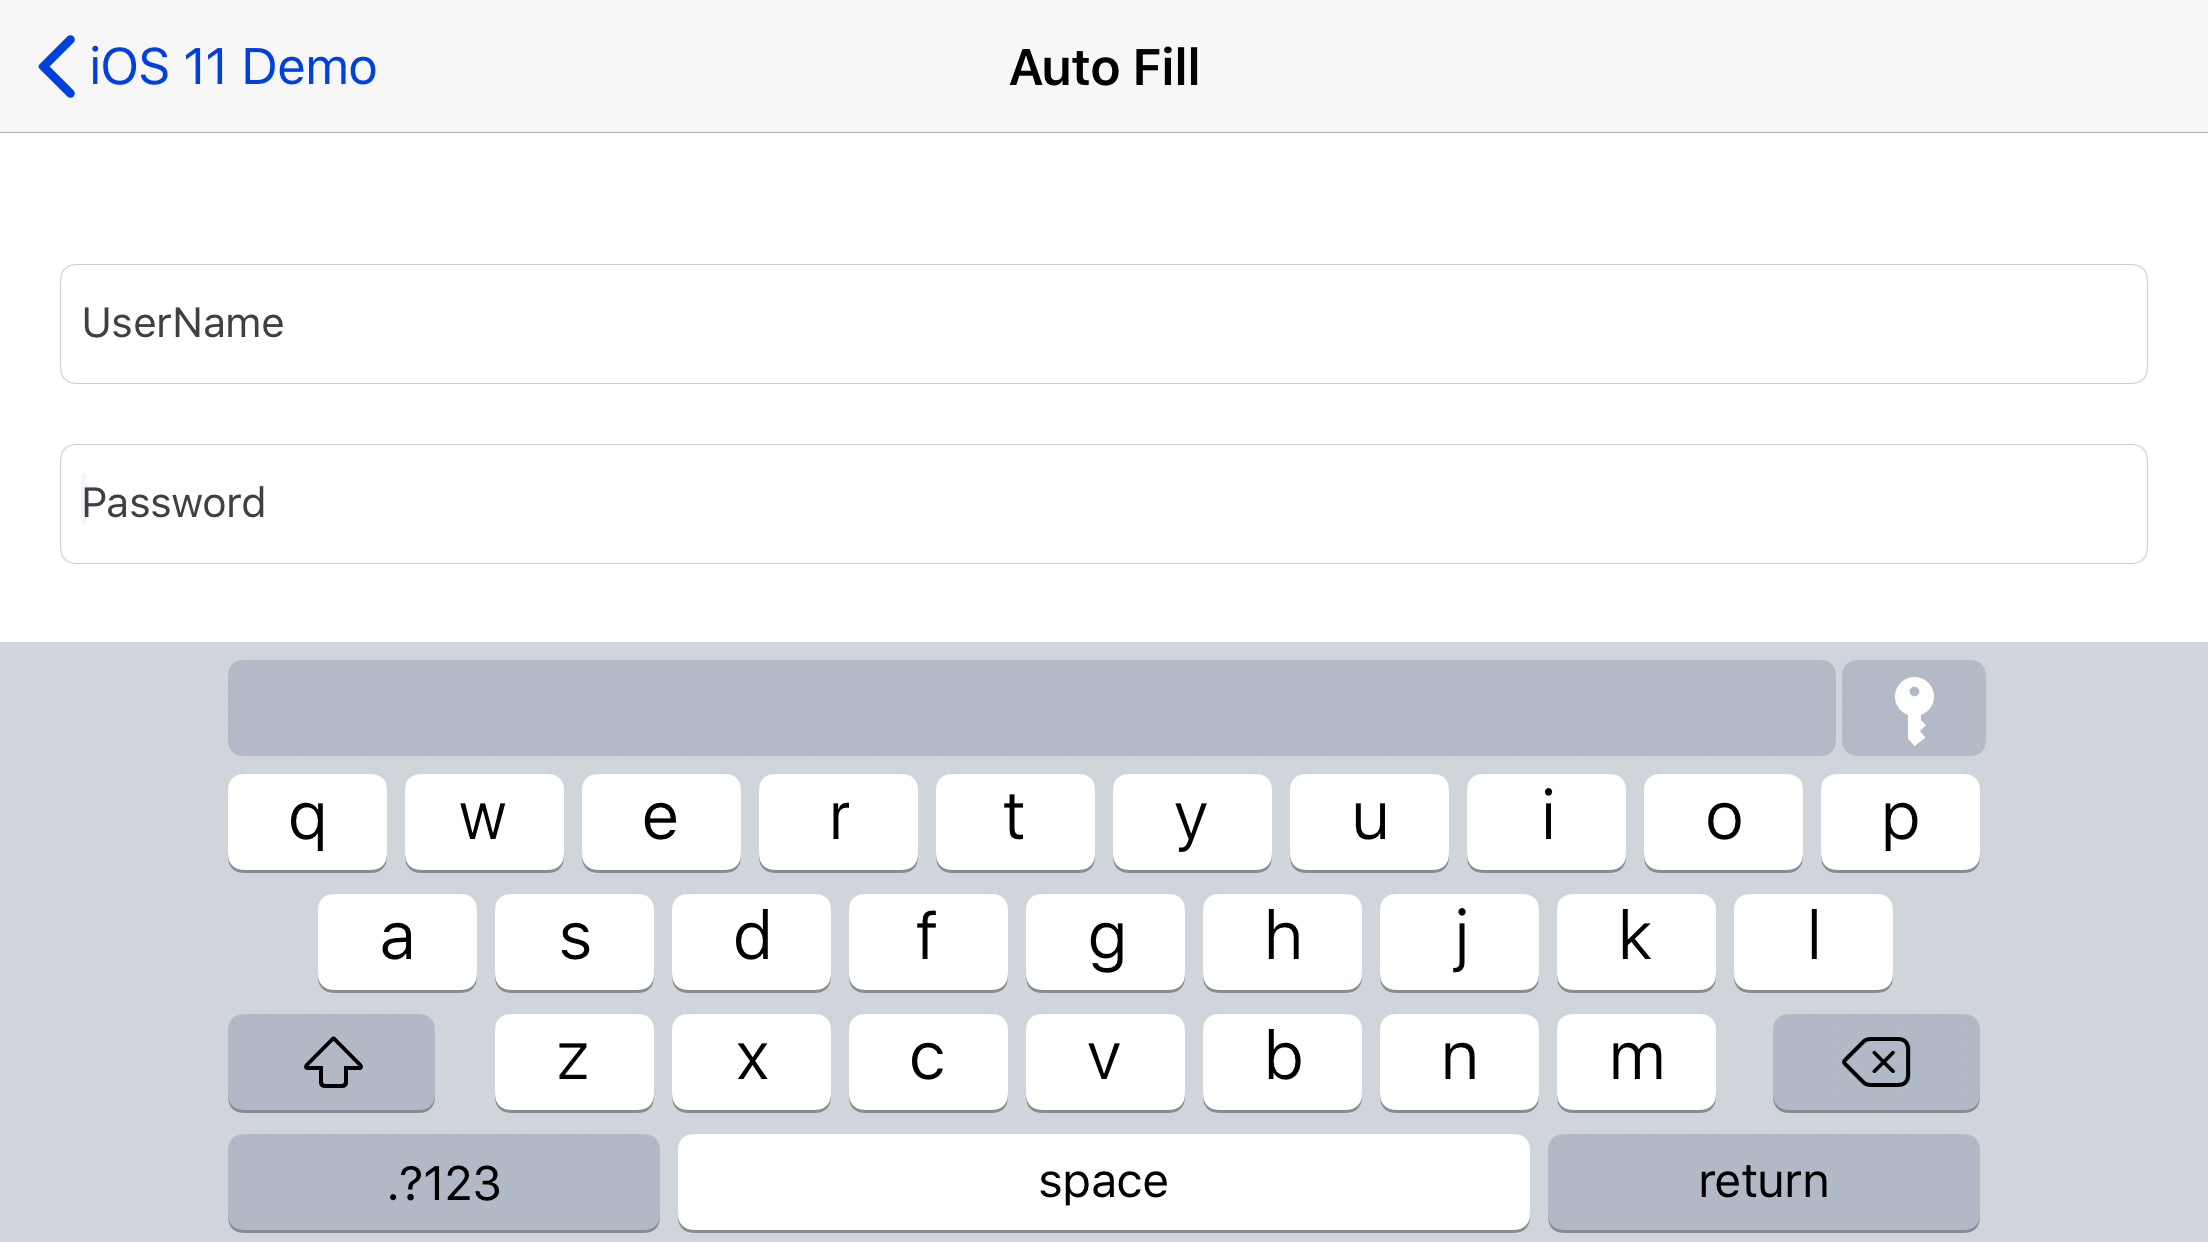 iOS 11 Demo
Auto Fill
UserName
Password
q w e r t y u i o p
a s d f g h j k l
z x c v b n m
.?123 space return